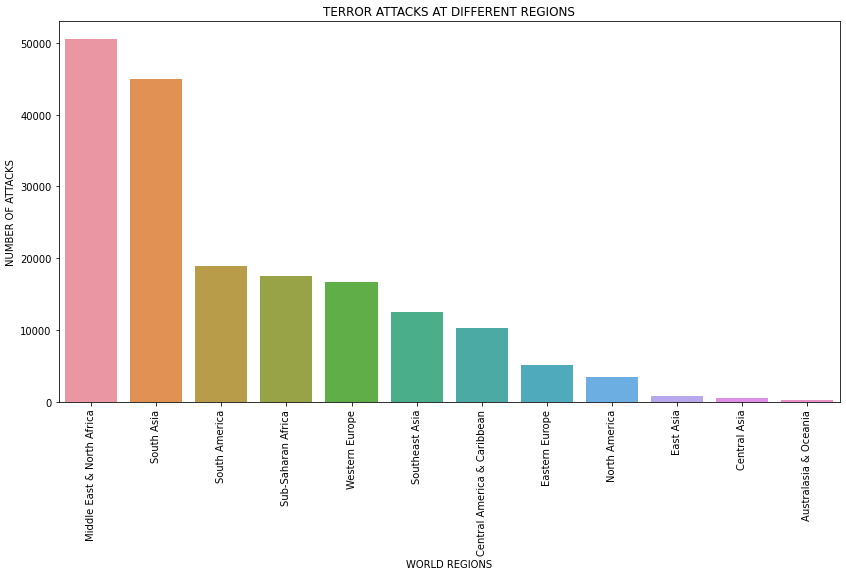 TERROR ATTACKS AT DIFFERENT REGIONS
NUMBER OF ATTACKS
50000
40000
30000
20000
10000
0
Middle East & North Africa
South Asia
South America
Sub-Saharan Africa
Western Europe
Southeast Asia
Central America & Caribbean
Eastern Europe
North America
East Asia
Central Asia
Australasia & Oceania
WORLD REGIONS